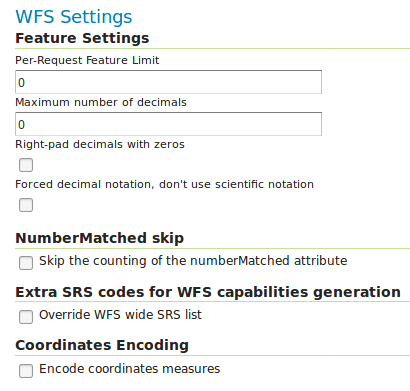 WFS Settings
Feature Settings
Per-Request Feature Limit
0
Maximum number of decimals
0
Right-pad decimals with zeros
Forced decimal notation, don't use scientific notation
NumberMatched skip
Skip the counting of the numberMatched attribute
Extra SRS codes for WFS capabilities generation
Override WFS wide SRS list
Coordinates Encoding
Encode coordinates measures